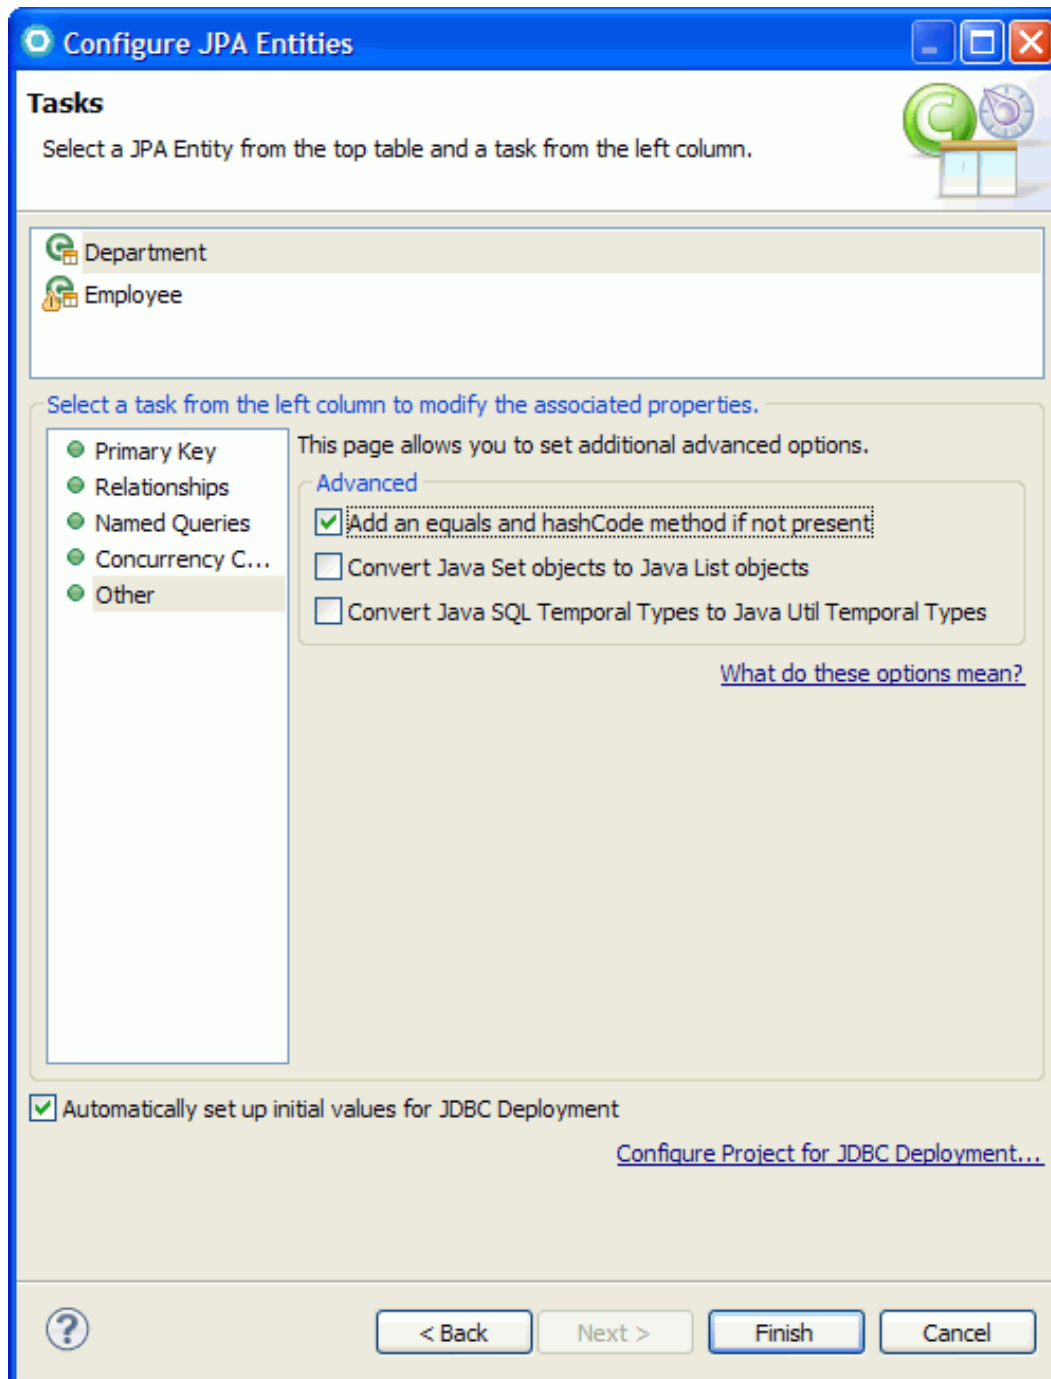 Configure JPA Entities
Tasks
Select a JPA Entity from the top table and a task from the left column.
Department
Employee
Select a task from the left column to modify the associated properties.
Primary Key
Relationships
Named Queries
Concurrency C...
Other
This page allows you to set additional advanced options.
Advanced
Add an equals and hashCode method if not present
Convert Java Set objects to Java List objects
Convert Java SQL Temporal Types to Java Util Temporal Types
What do these options mean?
Automatically set up initial values for JDBC Deployment
Configure Project for JDBC Deployment...
< Back
Next >
Finish
Cancel